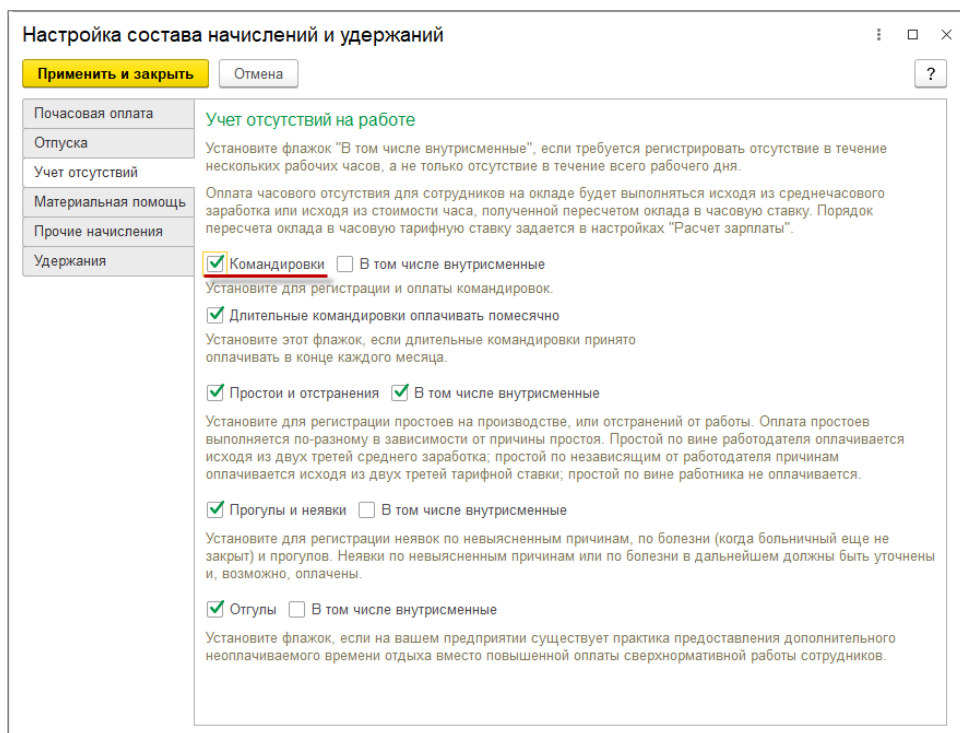 Настройка состава начислений и удержаний
Применить и закрыть
Отмена
?
Почасовая оплата
Отпуска
Учет отсутствий
Материальная помощь
Прочие начисления
Удержания
Учет отсутствий на работе
Установите флажок "В том числе внутрисменные", если требуется регистрировать отсутствие в течение
нескольких рабочих часов, а не только отсутствие в течение всего рабочего дня.
Оплата часового отсутствия для сотрудников на окладе будет выполняться исходя из среднечасового
заработка или исходя из стоимости часа, полученной пересчетом оклада в часовую ставку. Порядок
пересчета оклада в часовую тарифную ставку задается в настройках "Расчет зарплаты".
Командировки В том числе внутрисменные
Установите для регистрации и оплаты командировок.
Длительные командировки оплачивать помесячно
Установите этот флажок, если длительные командировки принято
оплачивать в конце каждого месяца.
Простои и отстранения В том числе внутрисменные
Установите для регистрации простоев на производстве, или отстранений от работы. Оплата простоев
выполняется по-разному в зависимости от причины простоя. Простой по вине работодателя оплачивается
исходя из двух третей среднего заработка; простой по независящим от работодателя причинам
оплачивается исходя из двух третей тарифной ставки; простой по вине работника не оплачивается.
Прогулы и неявки В том числе внутрисменные
Установите для регистрации неявок по невыясненным причинам, по болезни (когда больничный еще не
закрыт) и прогулов. Неявки по невыясненным причинам или по болезни в дальнейшем должны быть уточнены
и, возможно, оплачены.
Отгулы В том числе внутрисменные
Установите флажок, если на вашем предприятии существует практика предоставления дополнительного
неоплачиваемого времени отдыха вместо повышенной оплаты сверхнормативной работы сотрудников.